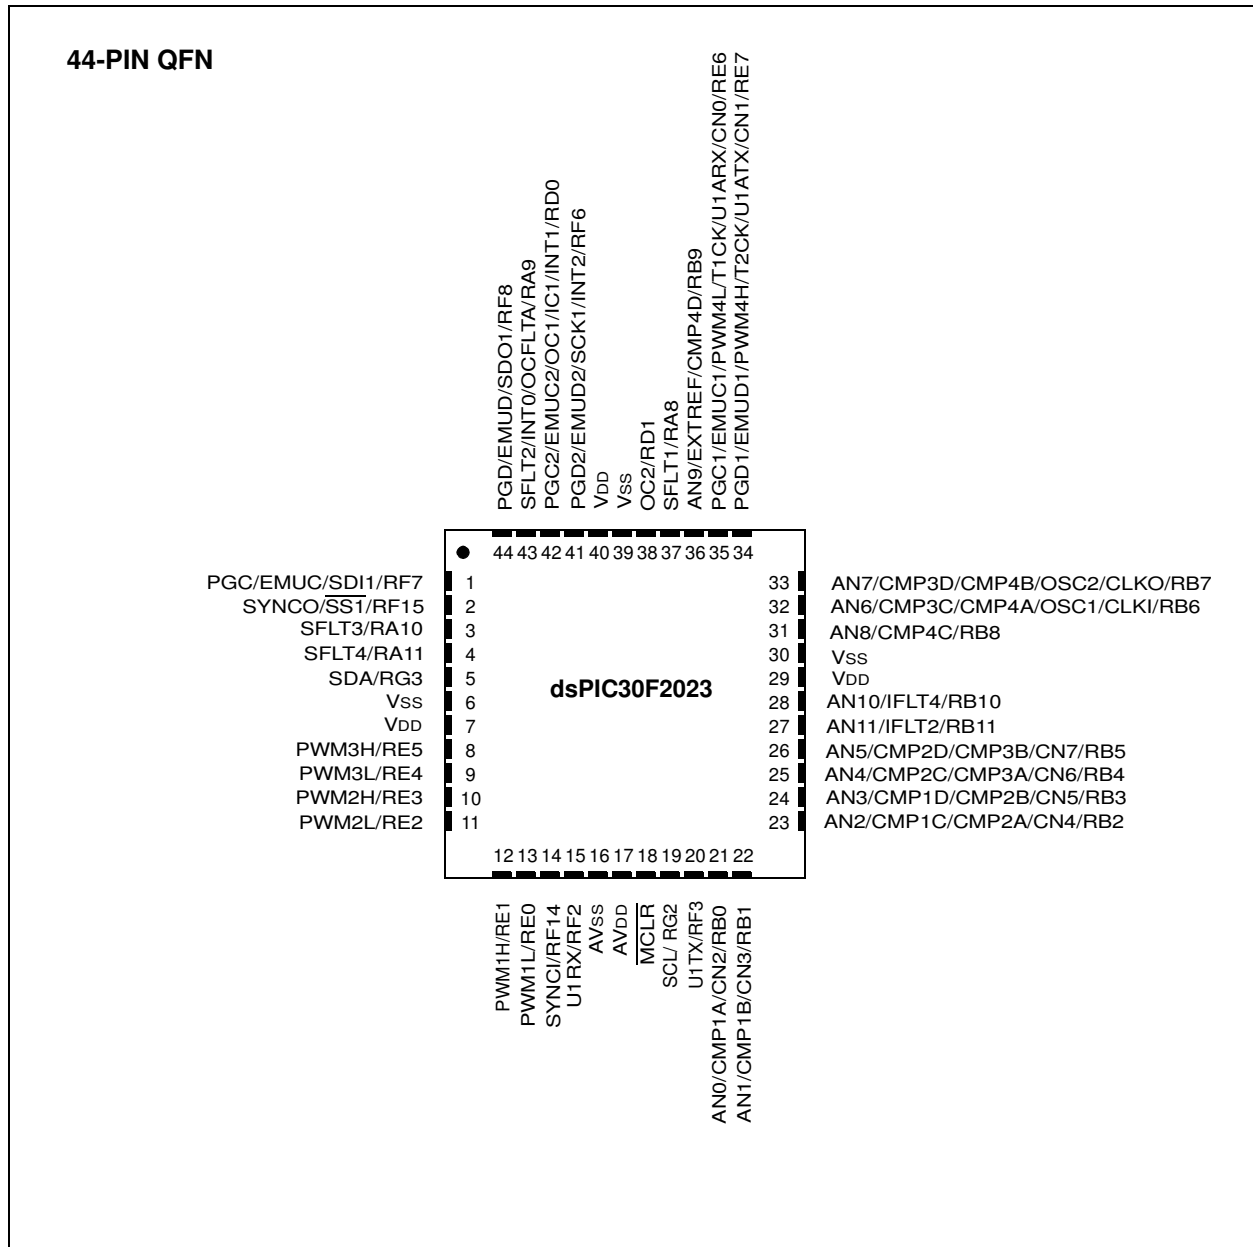 44-PIN QFN
PGD/EMUD/SDO1/RF8
SFLT2/INT0/OCFLTA/RA9
PGC2/EMUC2/OC1/IC1/INT1/RD0
PGD2/EMUD2/SCK1/INT2/RF6
VDD
VSS
OC2/RD1
SFLT1/RA8
AN9/EXTREF/CMP4D/RB9
PGC1/EMUC1/PWM4L/T1CK/U1ARX/CN0/RE6
PGD1/EMUD1/PWM4H/T2CK/U1ATX/CN1/RE7
44 43 42 41 40 39 38 37 36 35 34
PGC/EMUC/SDI1/RF7 1
SYNCO/SS1/RF15 2
SFLT3/RA10 3
SFLT4/RA11 4
SDA/RG3 5
VSS 6
VDD 7
PWM3H/RE5 8
PWM3L/RE4 9
PWM2H/RE3 10
PWM2L/RE2 11
dsPIC30F2023
33 AN7/CMP3D/CMP4B/OSC2/CLKO/RB7
32 AN6/CMP3C/CMP4A/OSC1/CLKI/RB6
31 AN8/CMP4C/RB8
30 VSS
29 VDD
28 AN10/IFLT4/RB10
27 AN11/IFLT2/RB11
26 AN5/CMP2D/CMP3B/CN7/RB5
25 AN4/CMP2C/CMP3A/CN6/RB4
24 AN3/CMP1D/CMP2B/CN5/RB3
23 AN2/CMP1C/CMP2A/CN4/RB2
12 13 14 15 16 17 18 19 20 21 22
PWM1H/RE1
PWM1L/RE0
SYNCI/RF14
U1RX/RF2
AVSS
AVDD
MCLR
SCL/ RG2
U1TX/RF3
AN0/CMP1A/CN2/RB0
AN1/CMP1B/CN3/RB1